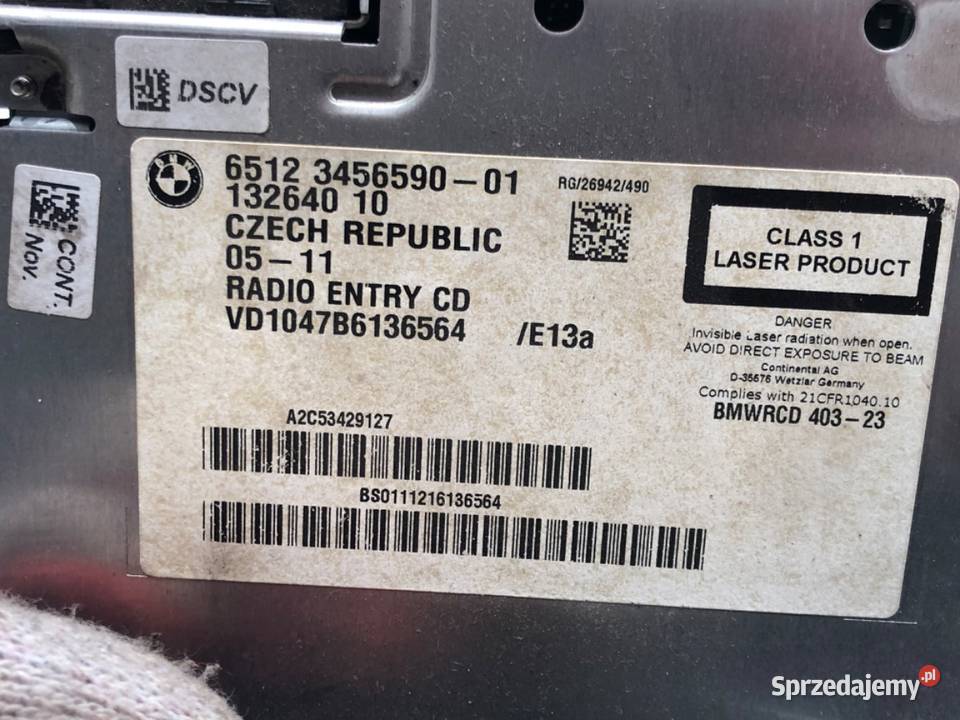 DSCV
CONT.
Nov.
BMW
6512 3456590-01
132640 10
CZECH REPUBLIC
05-11
RADIO ENTRY CD
VD1047B6136564 /E13a
RG/26942/490
CLASS 1
LASER PRODUCT
DANGER
Invisible Laser radiation when open.
AVOID DIRECT EXPOSURE TO BEAM
Continental AG
D-35576 Wetzlar Germany
Complies with 21CFR1040.10
BMWRCD 403-23
A2C53429127
BS0111216136564
Sprzedajemy.pl